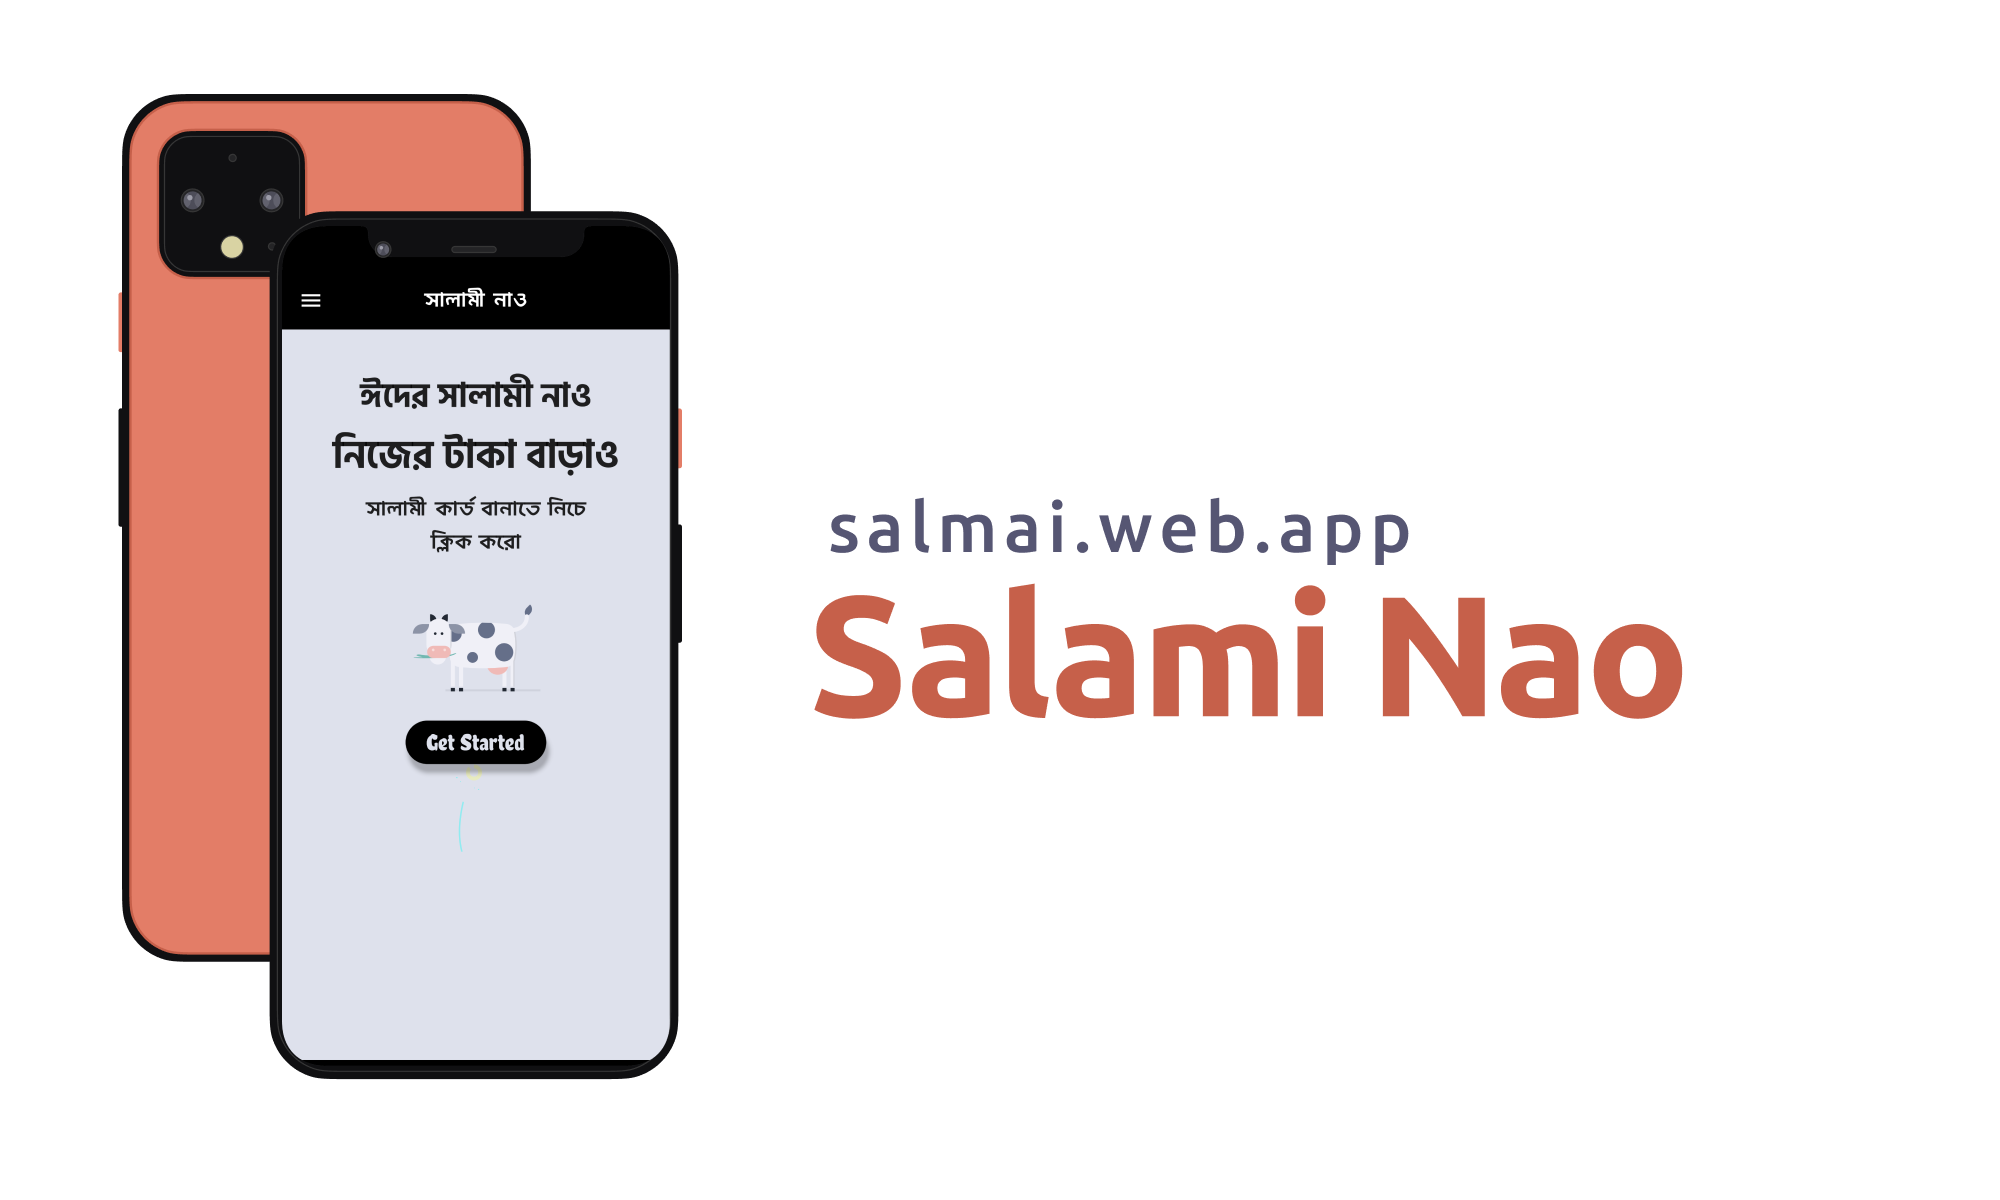 সালামী নাও
ঈদের সালামী নাও
নিজের টাকা বাড়াও
সালামী কার্ড বানাতে নিচে
ক্লিক করো
Get Started
salmai.web.app
Salami Nao